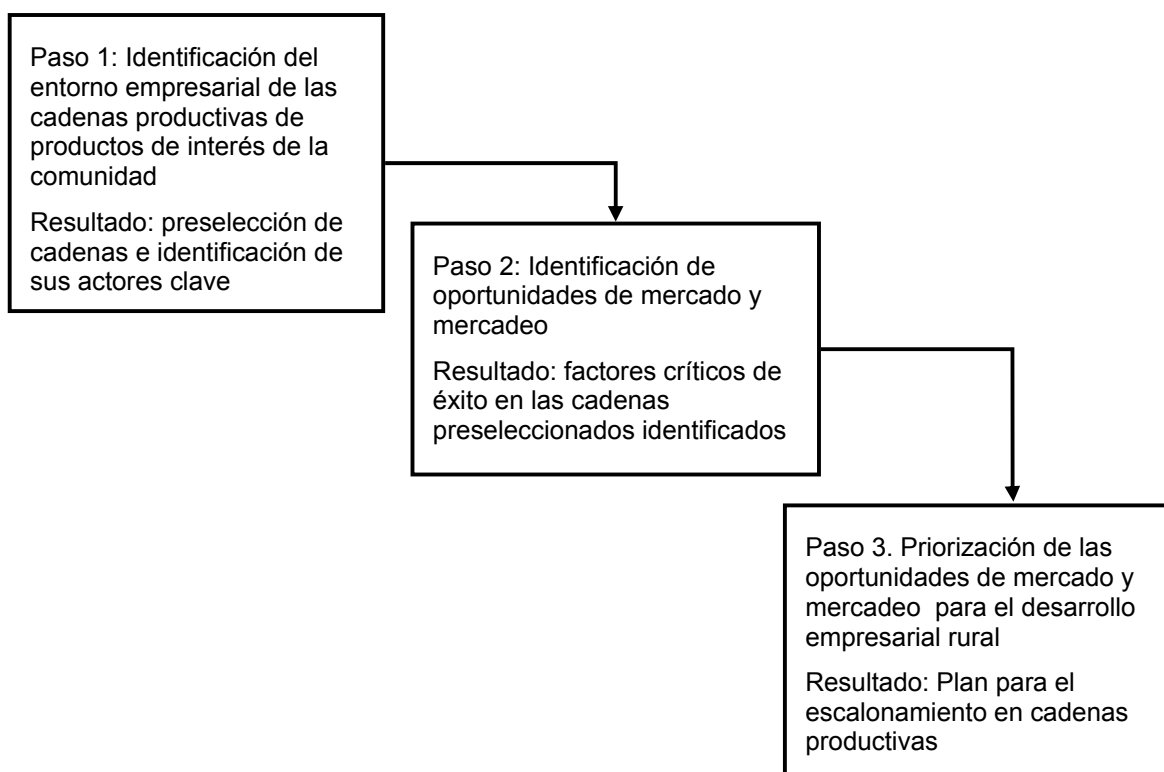 Paso 1: Identificación del
entorno empresarial de las
cadenas productivas de
productos de interés de la
comunidad
Resultado: preselección de
cadenas e identificación de
sus actores clave
Paso 2: Identificación de
oportunidades de mercado y
mercadeo
Resultado: factores críticos de
éxito en las cadenas
preseleccionados identificados
Paso 3. Priorización de las
oportunidades de mercado y
mercadeo  para el desarrollo
empresarial rural
Resultado: Plan para el
escalonamiento en cadenas
productivas